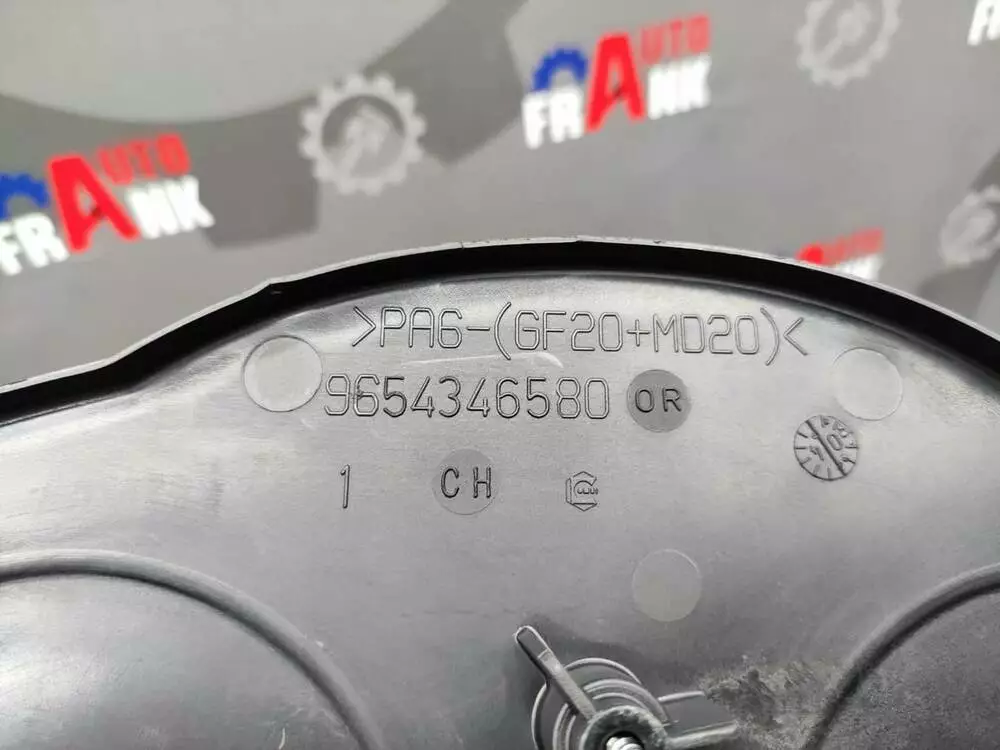 AUTO
FRANK
AUTO
FRANK
>PA6-(GF20+MD20)<
9654346580 OR
1 CH